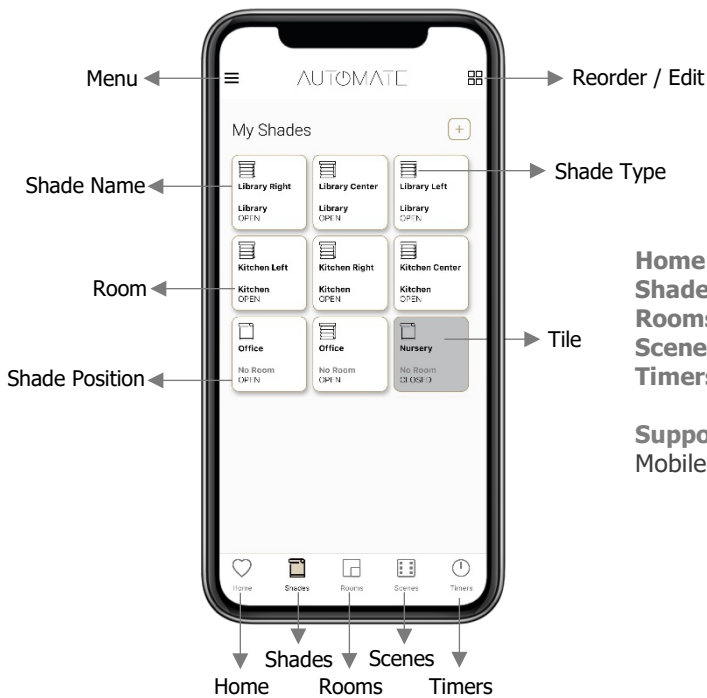 Menu
AUTOMATE
Reorder / Edit
My Shades
Shade Name
Shade Type
Library Right
Library
OPEN
Library Center
Library
OPEN
Library Left
Library
OPEN
Room
Kitchen Left
Kitchen
OPEN
Kitchen Right
Kitchen
OPEN
Kitchen Center
Kitchen
OPEN
Shade Position
Tile
Office
No Room
OPEN
Office
No Room
OPEN
Nursery
No Room
CLOSED
Home
Shades
Rooms
Scenes
Timers
Shades
Scenes
Home
Rooms
Timers
Home
Shade
Rooms
Scene
Timers
Suppo
Mobile